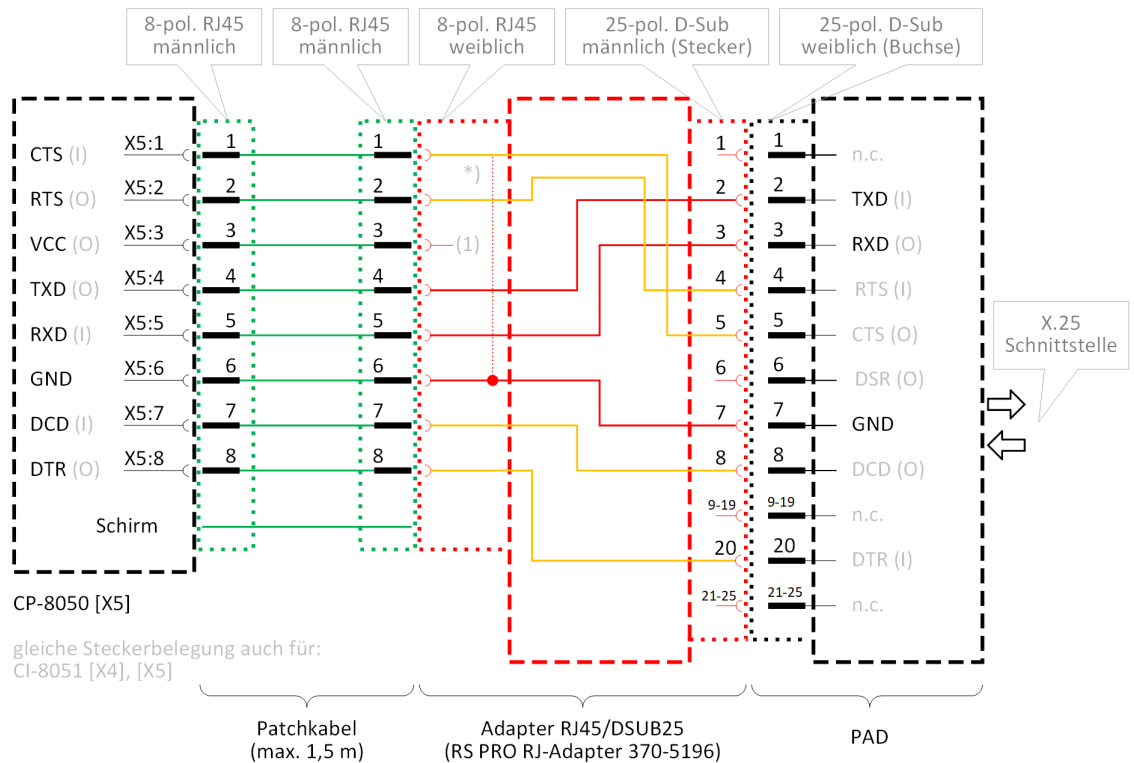 8-pol. RJ45
männlich
8-pol. RJ45
männlich
8-pol. RJ45
weiblich
25-pol. D-Sub
männlich (Stecker)
25-pol. D-Sub
weiblich (Buchse)
CTS (I) X5:1 1 1 1 1 n.c.
*)
RTS (O) X5:2 2 2 2 2 TXD (I)
VCC (O) X5:3 3 3 (1) 3 3 RXD (O)
TXD (O) X5:4 4 4 4 4 RTS (I)
RXD (I) X5:5 5 5 5 5 CTS (O)
GND X5:6 6 6 6 6 DSR (O)
DCD (I) X5:7 7 7 7 7 GND
DTR (O) X5:8 8 8 8 8 DCD (O)
9-19 9-19 n.c.
Schirm
20 20 DTR (I)
21-25 21-25 n.c.
X.25
Schnittstelle
CP-8050 [X5]
gleiche Steckerbelegung auch für:
CI-8051 [X4], [X5]
Patchkabel
(max. 1,5 m)
Adapter RJ45/DSUB25
(RS PRO RJ-Adapter 370-5196)
PAD